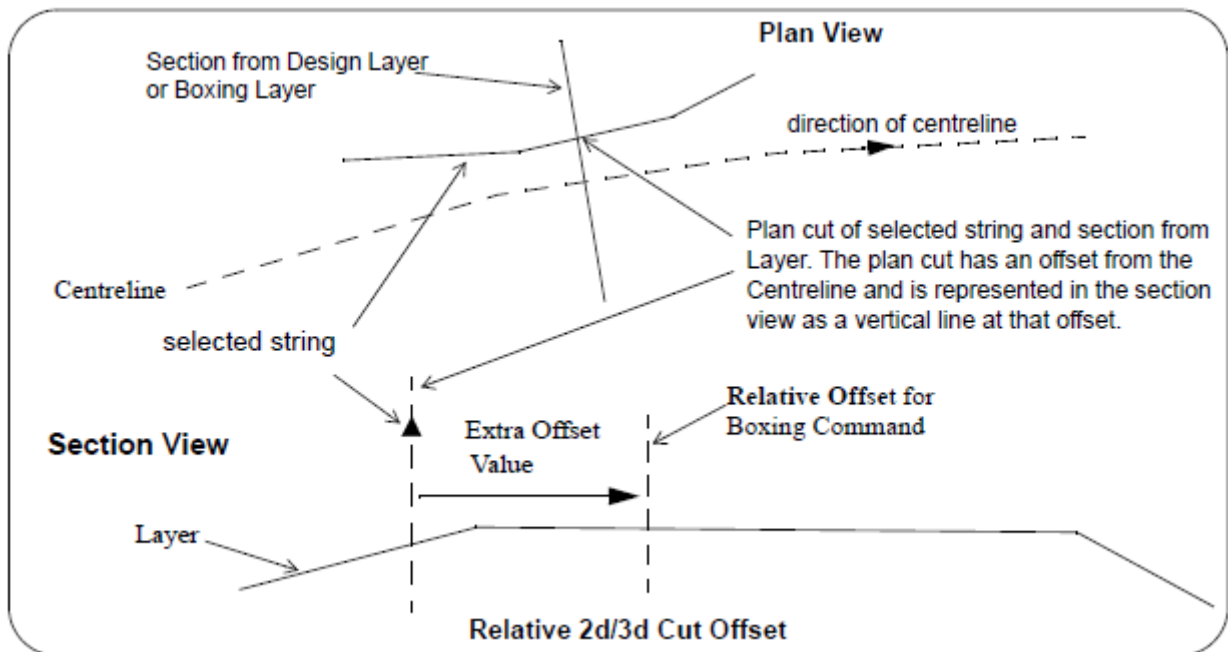 Plan View
Section from Design Layer
or Boxing Layer
direction of centreline
Plan cut of selected string and section from
Layer. The plan cut has an offset from the
Centreline and is represented in the section
view as a vertical line at that offset.
Centreline
selected string
Relative Offset for
Boxing Command
Section View
Extra Offset
Value
Layer
Relative 2d/3d Cut Offset